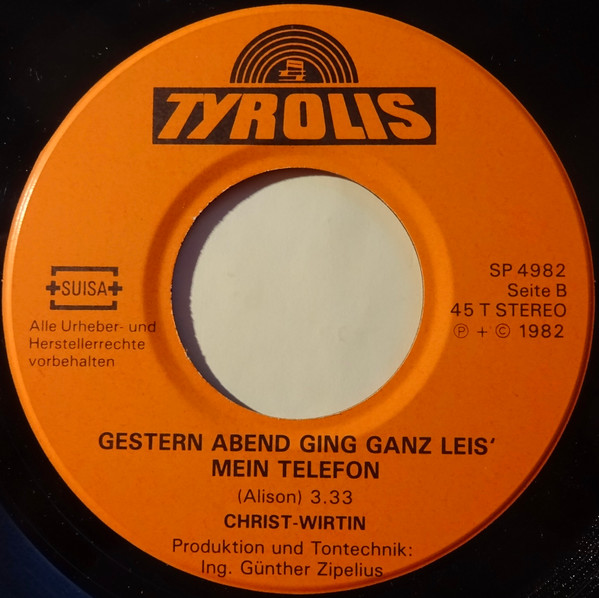 TYROLIS
SUISA
Alle Urheber- und
Herstellerrechte
vorbehalten
SP 4982
Seite B
45 T STEREO
Ⓟ + © 1982
GESTERN ABEND GING GANZ LEIS'
MEIN TELEFON
(Alison) 3.33
CHRIST-WIRTIN
Produktion und Tontechnik:
Ing. Günther Zipelius